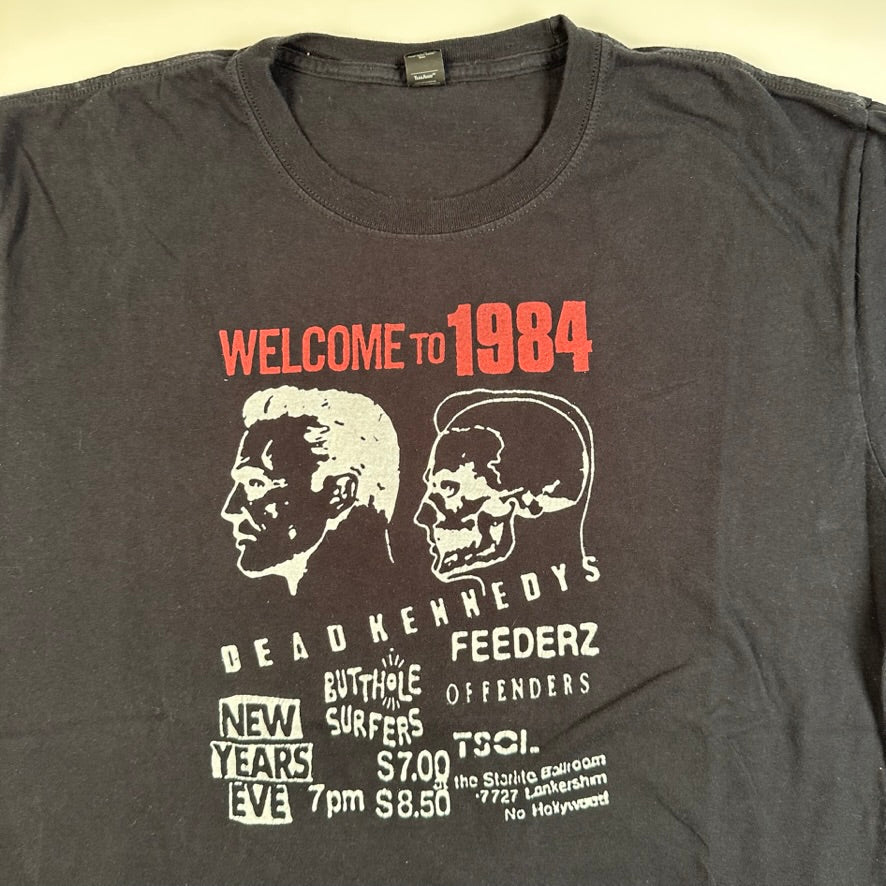 WELCOME TO 1984
DEAD KENNEDYS
FEEDERZ
BUTTHOLE
SURFERS
OFFENDERS
TSOL
NEW
YEARS
EVE
7pm
$7.00
$8.50
the Starlite Ballroom
7727 Lankershim
No Hollywood